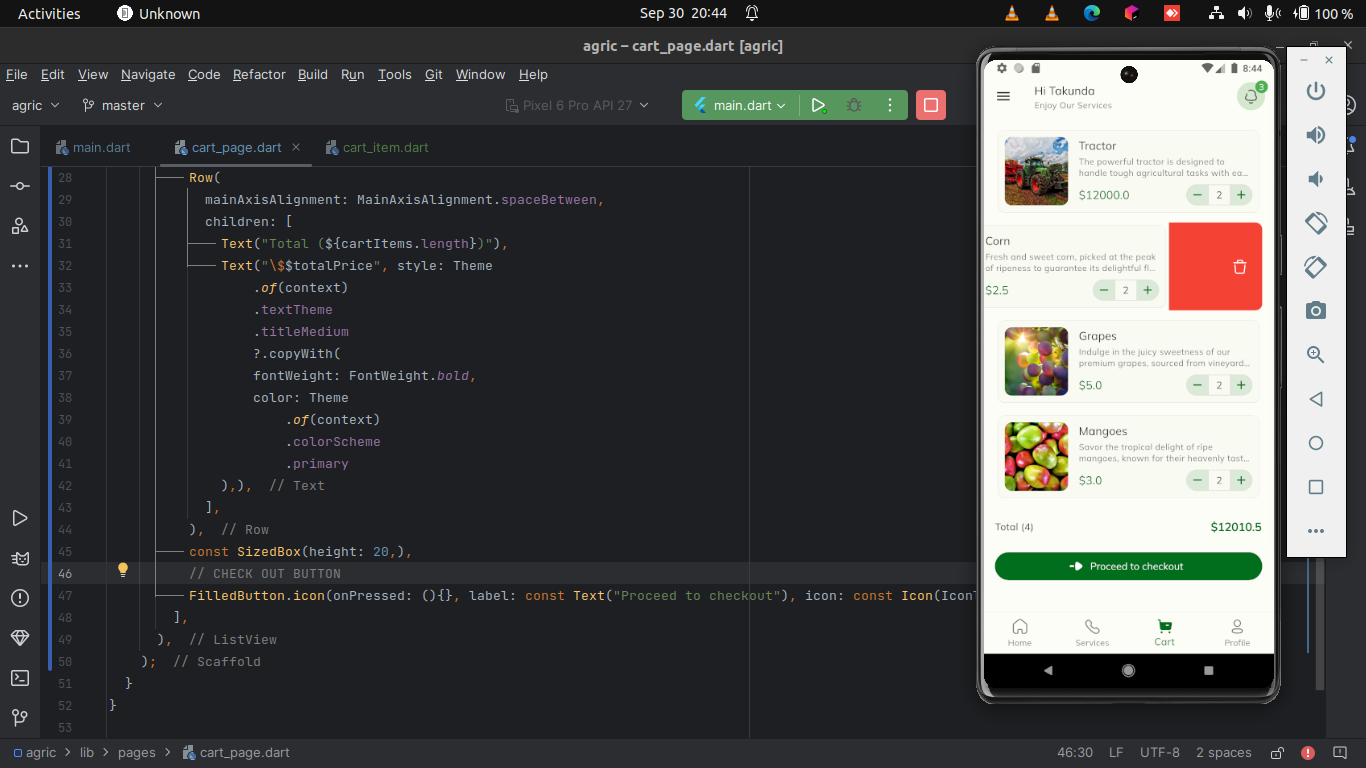 Activities
Unknown
Sep 30 20:44
100 %
agric – cart_page.dart [agric]
File Edit View Navigate Code Refactor Build Run Tools Git Window Help
agric
master
Pixel 6 Pro API 27
main.dart
main.dart
cart_page.dart
cart_item.dart
28 Row(
29 mainAxisAlignment: MainAxisAlignment.spaceBetween,
30 children: [
31 Text("Total (${cartItems.length})"),
32 Text("\$$totalPrice", style: Theme
33 .of(context)
34 .textTheme
35 .titleMedium
36 ?.copyWith(
37 fontWeight: FontWeight.bold,
38 color: Theme
39 .of(context)
40 .colorScheme
41 .primary
42 ),), // Text
43 ],
44 ), // Row
45 const SizedBox(height: 20,),
46 // CHECK OUT BUTTON
47 FilledButton.icon(onPressed: (){}, label: const Text("Proceed to checkout"), icon: const Icon(Icon
48 ],
49 ), // ListView
50 ); // Scaffold
51 }
52 }
53
agric > lib > pages > cart_page.dart
46:30 LF UTF-8 2 spaces
8:44
Hi Takunda
Enjoy Our Services
3
Tractor
The powerful tractor is designed to
handle tough agricultural tasks with ea...
$12000.0
− 2 +
Corn
Fresh and sweet corn, picked at the peak
of ripeness to guarantee its delightful fl...
$2.5
− 2 +
Grapes
Indulge in the juicy sweetness of our
premium grapes, sourced from vineyard...
$5.0
− 2 +
Mangoes
Savor the tropical delight of ripe
mangoes, known for their heavenly tast...
$3.0
− 2 +
Total (4)
$12010.5
Proceed to checkout
Home
Services
Cart
Profile